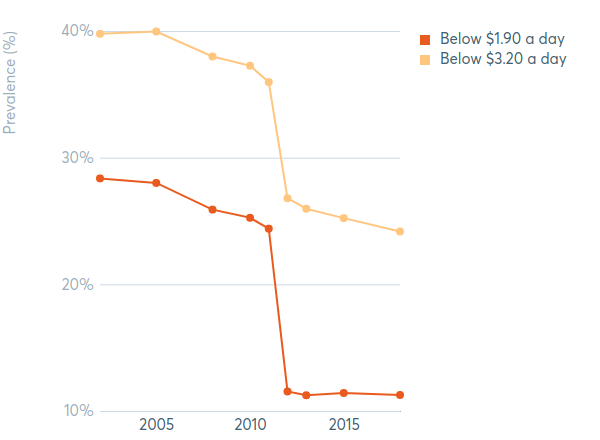 Prevalence (%)
40%
30%
20%
10%
2005 2010 2015
Below $1.90 a day
Below $3.20 a day